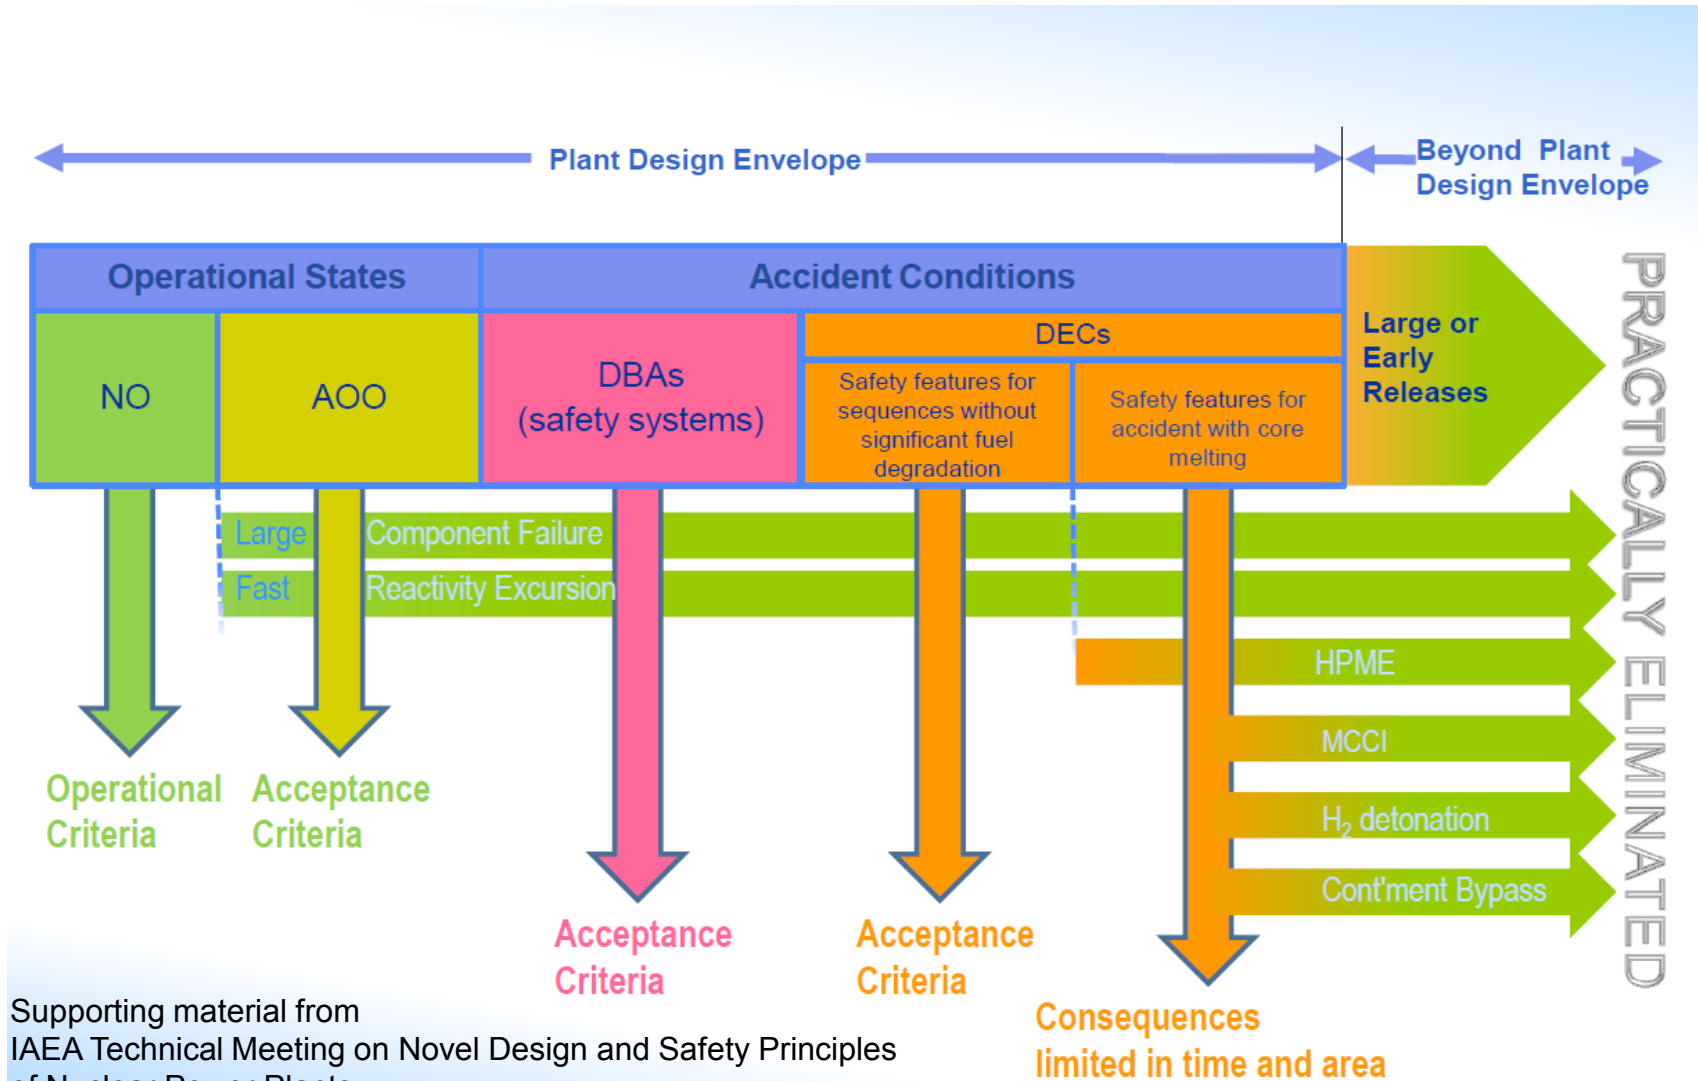 Plant Design Envelope
Beyond Plant
Design Envelope
Operational States
Accident Conditions
NO
AOO
DBAs
(safety systems)
DECs
Safety features for
sequences without
significant fuel
degradation
Safety features for
accident with core
melting
Large or
Early
Releases
PRACTICALLY ELIMINATED
Large Component Failure
Fast Reactivity Excursion
HPME
MCCI
H₂ detonation
Cont'ment Bypass
Operational
Criteria
Acceptance
Criteria
Acceptance
Criteria
Acceptance
Criteria
Consequences
limited in time and area
Supporting material from
IAEA Technical Meeting on Novel Design and Safety Principles
of Nuclear Power Plants